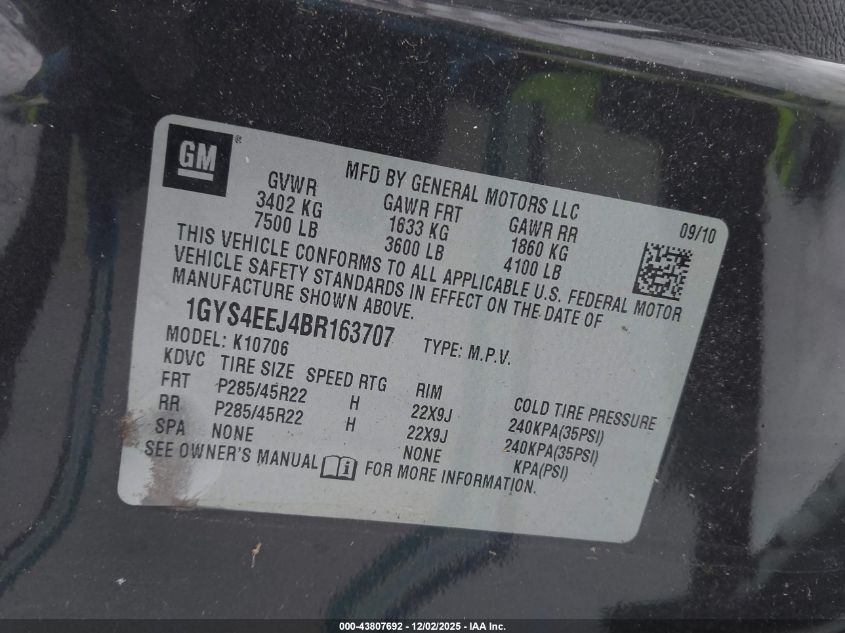 GM®
MFD BY GENERAL MOTORS LLC
09/10
GVWR GAWR FRT GAWR RR
3402 KG 1633 KG 1860 KG
7500 LB 3600 LB 4100 LB
THIS VEHICLE CONFORMS TO ALL APPLICABLE U.S. FEDERAL MOTOR
VEHICLE SAFETY STANDARDS IN EFFECT ON THE DATE OF
MANUFACTURE SHOWN ABOVE.
1GYS4EEJ4BR163707 TYPE: M.P.V.
MODEL: K10706
KDVC TIRE SIZE SPEED RTG RIM COLD TIRE PRESSURE
FRT P285/45R22 H 22X9J 240KPA(35PSI)
RR P285/45R22 H 22X9J 240KPA(35PSI)
SPA NONE NONE KPA(PSI)
SEE OWNER'S MANUAL i FOR MORE INFORMATION.
000-43807692 - 12/02/2025 - IAA Inc.